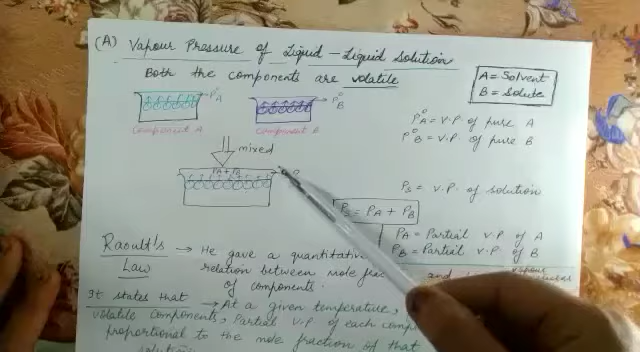 (A) Vapour Pressure of Liquid - Liquid Solution
Both the components are volatile
A = Solvent
B = Solute
P°A
P°B
Component A
Component B
P°A = V.P. of pure A
P°B = V.P. of pure B
mixed
PA + PB
PS = V.P. of solution
PS = PA + PB
PA = Partial V.P. of A
PB = Partial V.P. of B
Raoult's Law → He gave a quantitative
relation between mole and
of components.
It states that → At a given temperature,
volatile components, Partial V.P. of each
proportional to the mole fraction of that